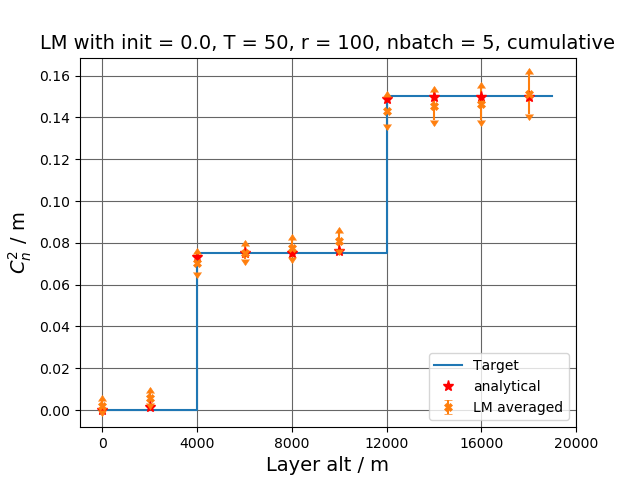 LM with init = 0.0, T = 50, r = 100, nbatch = 5, cumulative
0.16
0.14
0.12
0.10
0.08
0.06
0.04
0.02
0.00
$C_n^2$ / m
Target
analytical
LM averaged
0 4000 8000 12000 16000 20000
Layer alt / m